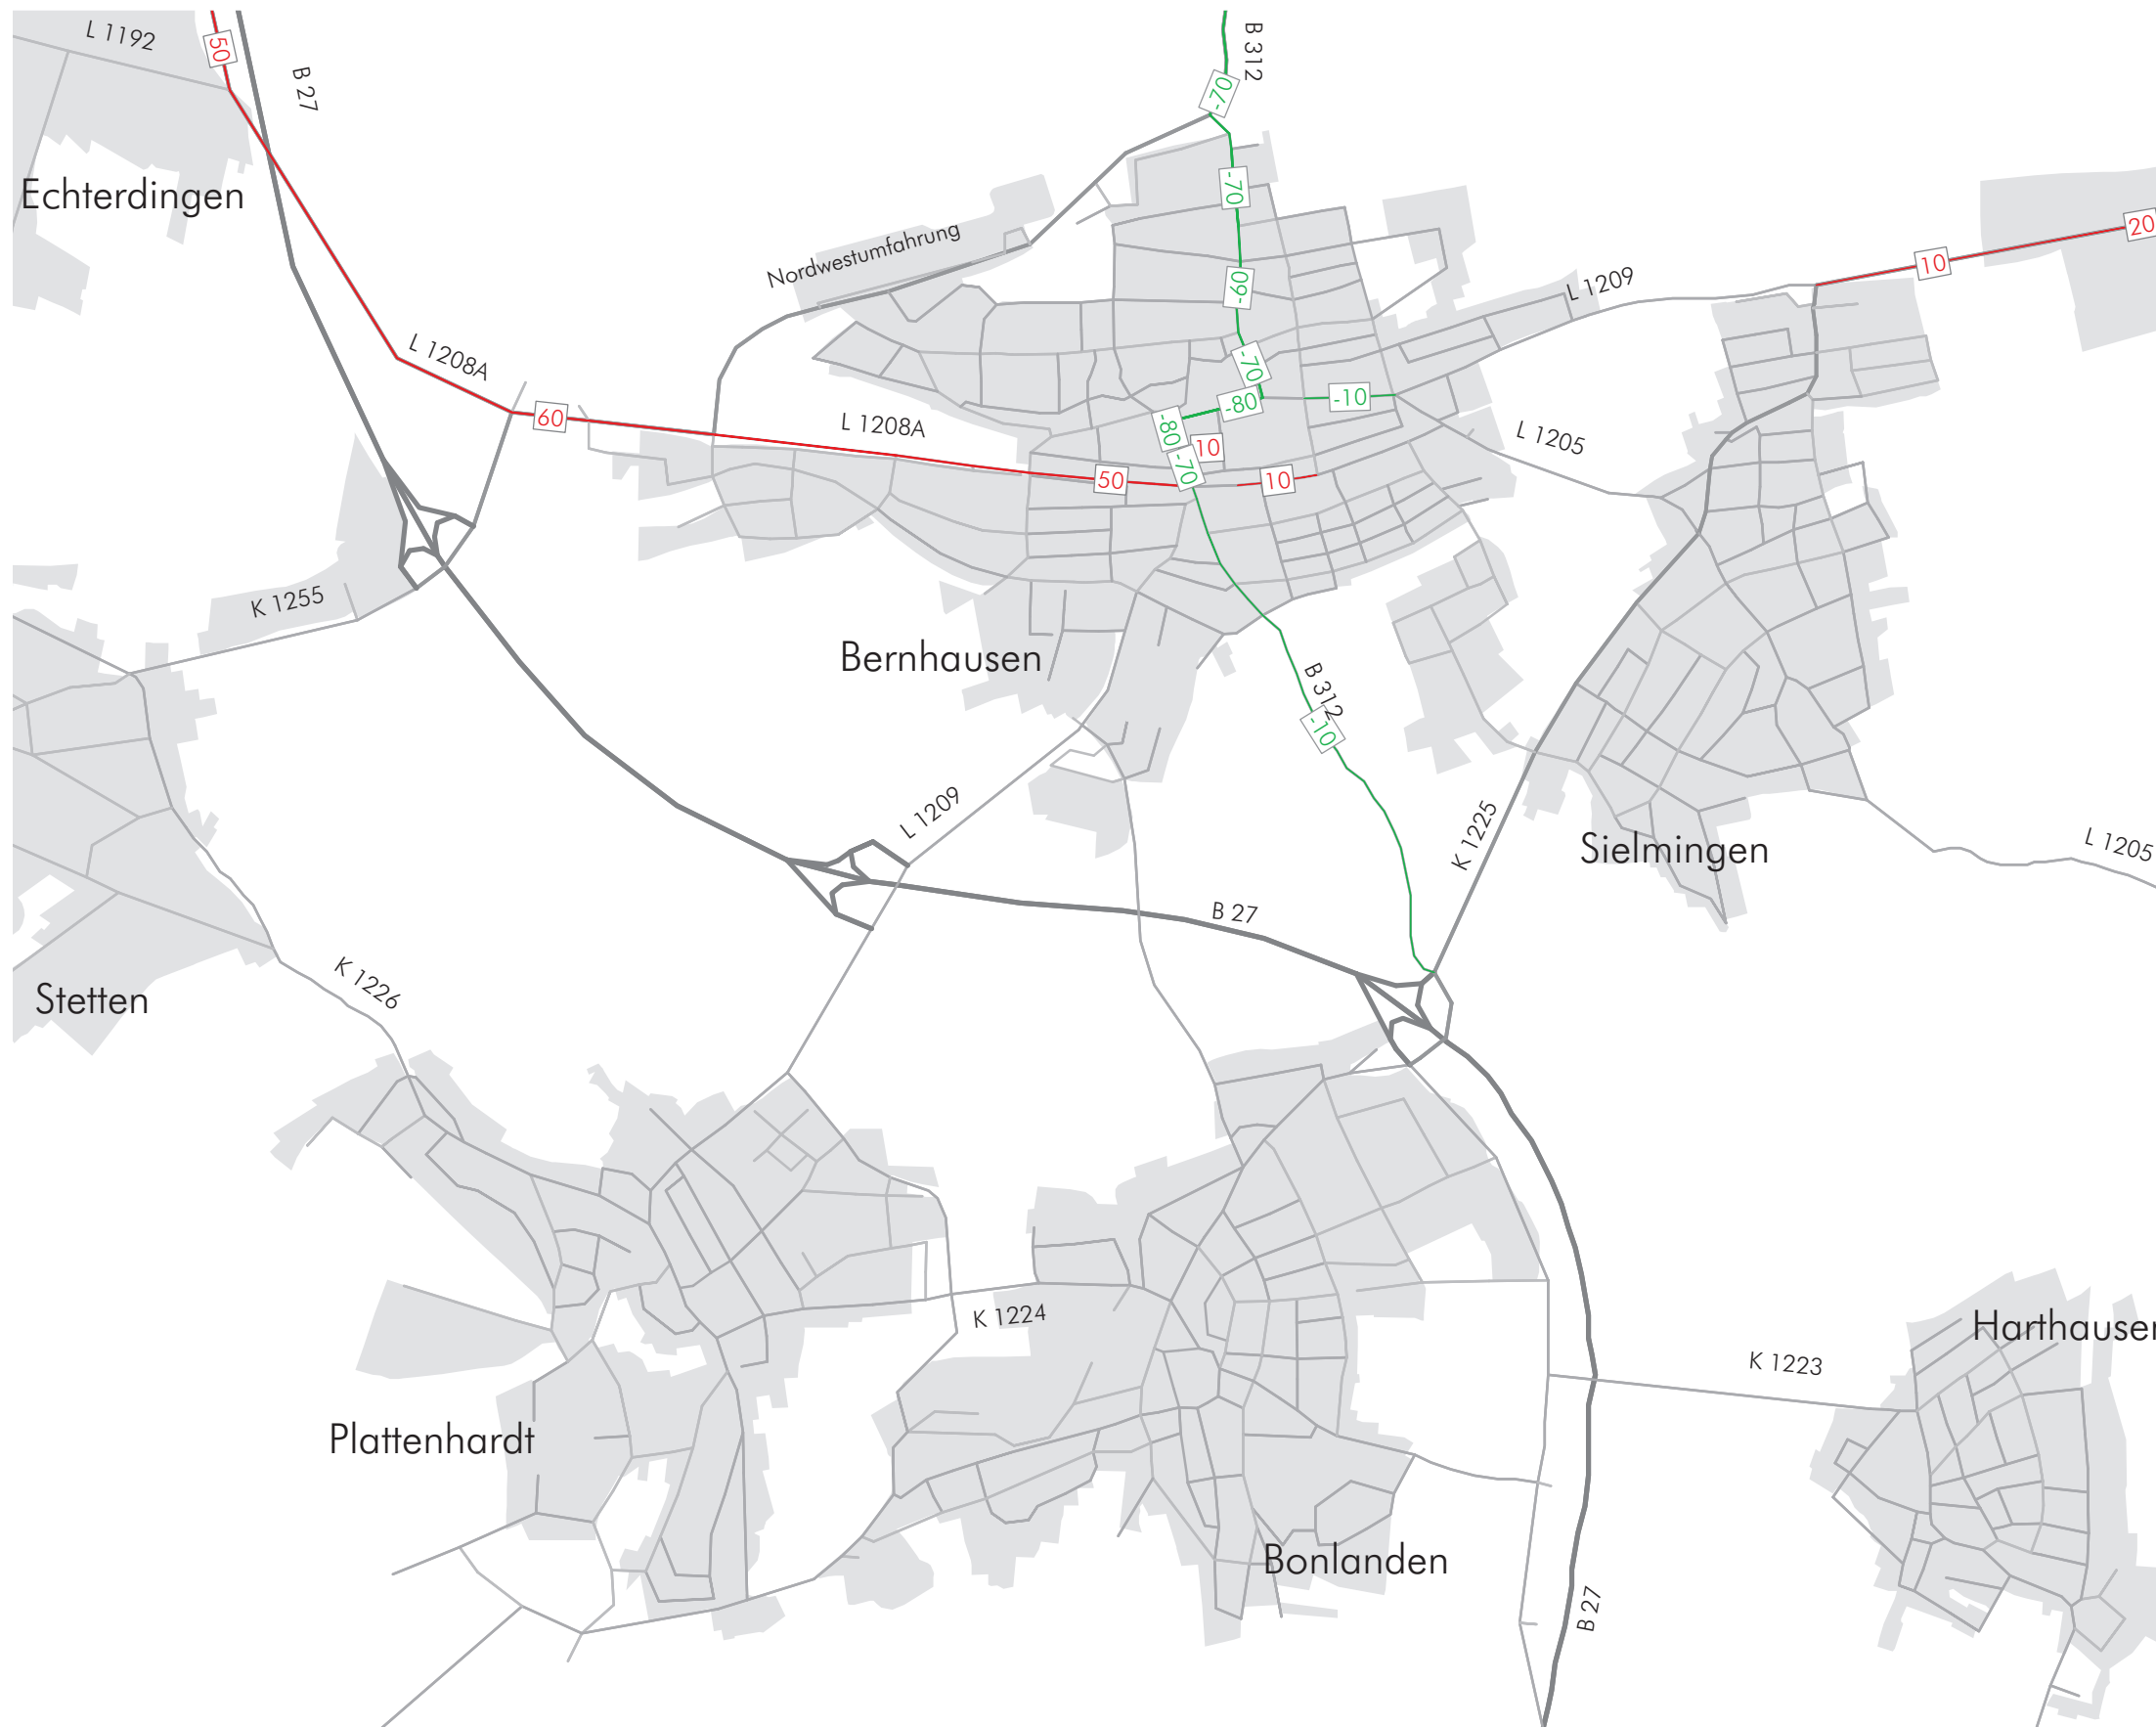 L 1192
50
B 27
B 312
-70
Echterdingen
-70
20
Nordwestumfahrung
10
L 1209
-60
L 1208A
-70
-10
-80
60
L 1208A
-80
10
L 1205
-70
50
10
K 1255
Bernhausen
B 312
-10
L 1209
K 1225
Sielmingen
L 1205
B 27
Stetten
K 1226
K 1224
Harthausen
K 1223
Plattenhardt
Bonlanden
B 27